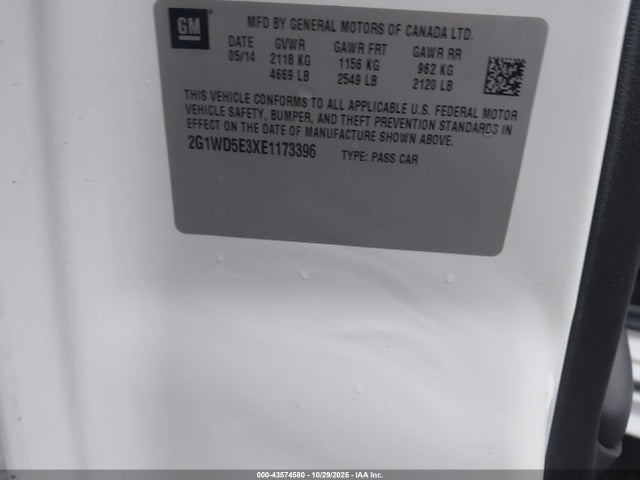 GM
MFD BY GENERAL MOTORS OF CANADA LTD.
DATE GVWR GAWR FRT GAWR RR
05/14 2118 KG 1156 KG 962 KG
4669 LB 2549 LB 2120 LB
THIS VEHICLE CONFORMS TO ALL APPLICABLE U.S. FEDERAL MOTOR
VEHICLE SAFETY, BUMPER, AND THEFT PREVENTION STANDARDS IN
EFFECT ON THE DATE OF MANUFACTURE SHOWN ABOVE.
2G1WD5E3XE1173396 TYPE: PASS CAR
000-43574580 - 10/29/2025 - IAA Inc.